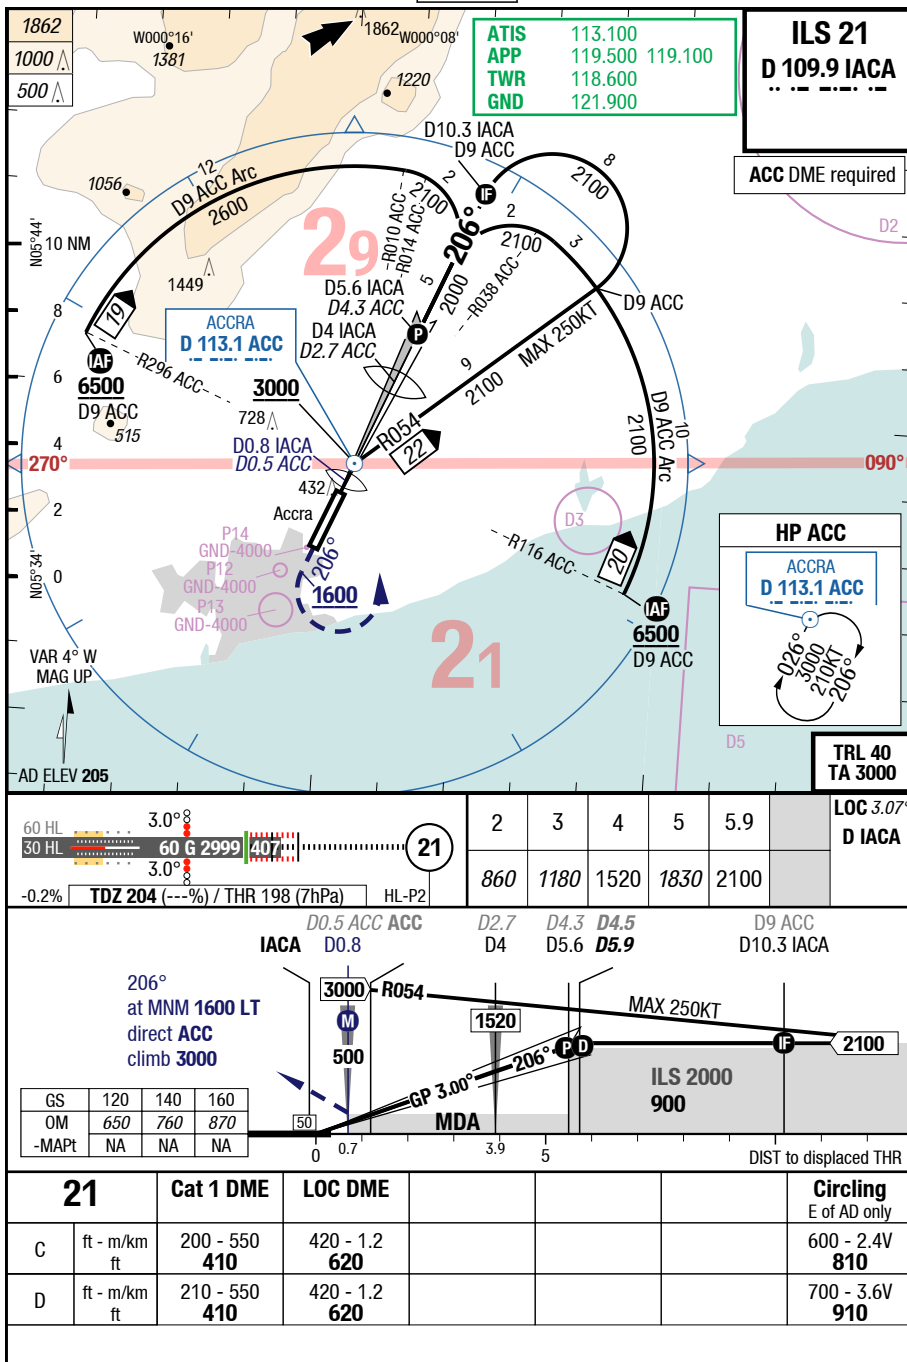 1862
1000
500
W000°16'
1381
1862
W000°08'
1220
ATIS 113.100
APP 119.500 119.100
TWR 118.600
GND 121.900
ILS 21
D 109.9 IACA
ACC DME required
D10.3 IACA
D9 ACC
IF
8
2100
12
D9 ACC Arc
2600
1056
2
2100
R010 ACC
R014 ACC
206°
2
2100
3
D2
N05°44'
10 NM
29
1449
5
2000
R038 ACC
D5.6 IACA
D4.3 ACC
D4 IACA
D2.7 ACC
P
D9 ACC
MAX 250KT
9
2100
8
19
ACCRA
D 113.1 ACC
IAF
6500
D9 ACC
R296 ACC
3000
6
515
728
R054
22
D9 ACC Arc
10
2100
4
D0.8 IACA
D0.5 ACC
270°
090°
432
Accra
2
D3
P14
GND-4000
P12
GND-4000
P13
GND-4000
206°
1600
R116 ACC
20
IAF
6500
D9 ACC
N05°34'
0
21
HP ACC
ACCRA
D 113.1 ACC
026°
3000
210KT
206°
VAR 4° W
MAG UP
D5
AD ELEV 205
TRL 40
TA 3000
60 HL
30 HL
3.0°
60 G 2999
407
3.0°
21
-0.2%
TDZ 204 (---%) / THR 198 (7hPa)
HL-P2
2 3 4 5 5.9
860 1180 1520 1830 2100
LOC 3.07°
D IACA
D0.5 ACC ACC D2.7 D4.3 D4.5 D9 ACC
IACA D0.8 D4 D5.6 D5.9 D10.3 IACA
206°
at MNM 1600 LT
direct ACC
climb 3000
3000
R054
MAX 250KT
M
1520
500
206°
P
D
IF
2100
GP 3.00°
ILS 2000
900
50
MDA
GS 120 140 160
OM 650 760 870
-MAPt NA NA NA
0 0.7 3.9 5
DIST to displaced THR
21 Cat 1 DME LOC DME Circling
E of AD only
C ft - m/km 200 - 550 420 - 1.2 600 - 2.4V
ft 410 620 810
D ft - m/km 210 - 550 420 - 1.2 700 - 3.6V
ft 410 620 910